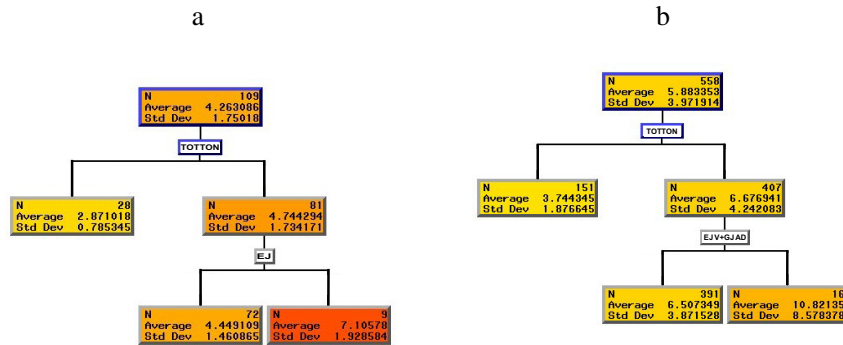 a
N 109
Average 4.263086
Std Dev 1.75018
TOTTON
N 28
Average 2.871018
Std Dev 0.785345
N 81
Average 4.744294
Std Dev 1.734171
EJ
N 72
Average 4.449109
Std Dev 1.460865
N 9
Average 7.10578
Std Dev 1.928584
b
N 558
Average 5.883353
Std Dev 3.971914
TOTTON
N 151
Average 3.744345
Std Dev 1.876645
N 407
Average 6.676941
Std Dev 4.242083
EJV+GJAD
N 391
Average 6.507349
Std Dev 3.871528
N 16
Average 10.82135
Std Dev 8.578378